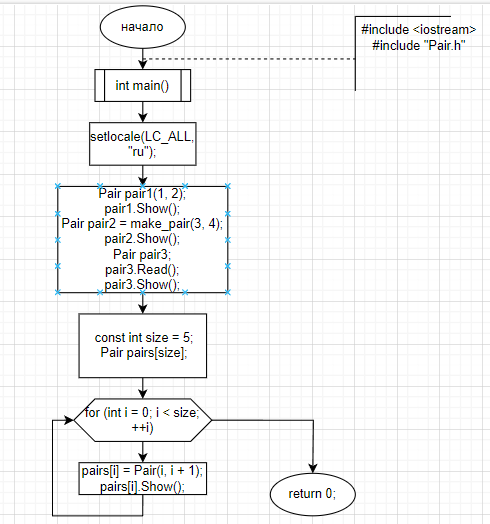 начало
#include <iostream>
#include "Pair.h"
int main()
setlocale(LC_ALL,
"ru");
Pair pair1(1, 2);
pair1.Show();
Pair pair2 = make_pair(3, 4);
pair2.Show();
Pair pair3;
pair3.Read();
pair3.Show();
const int size = 5;
Pair pairs[size];
for (int i = 0; i < size;
++i)
pairs[i] = Pair(i, i + 1);
pairs[i].Show();
return 0;